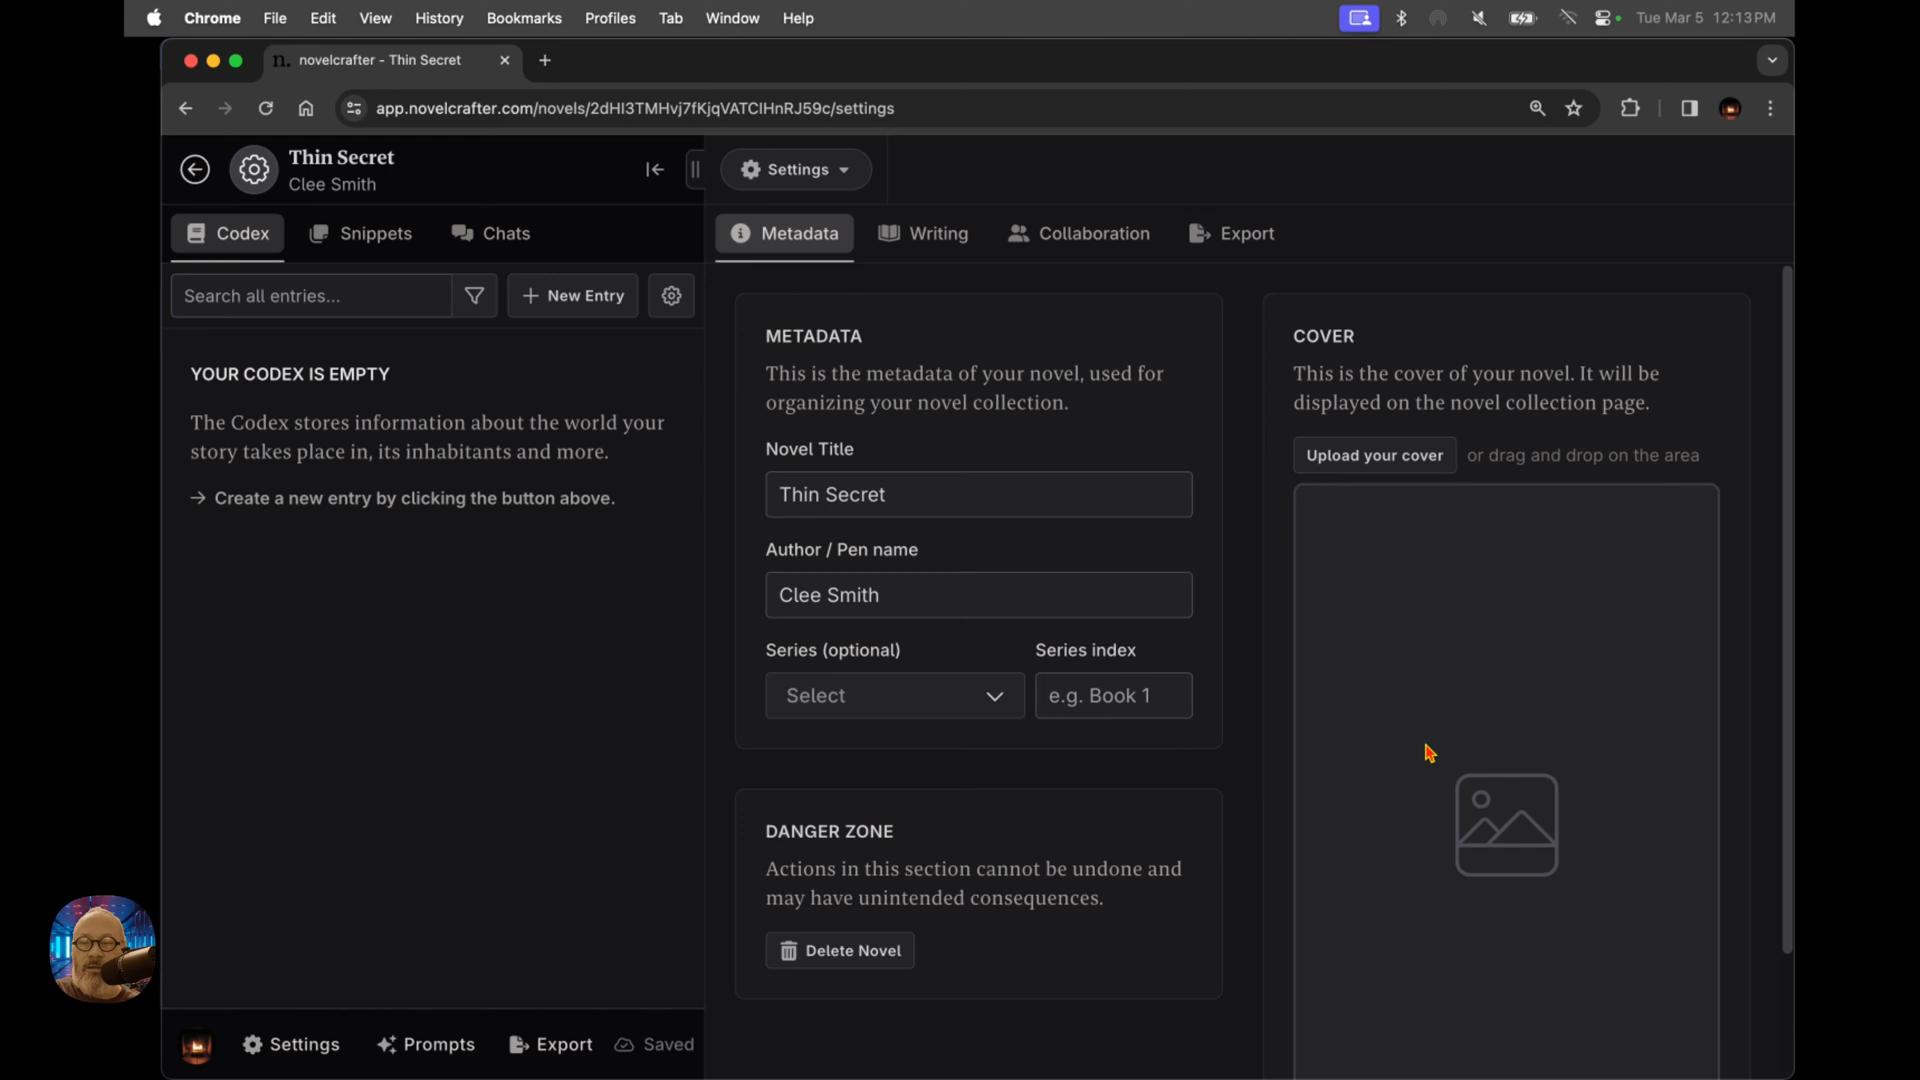 Chrome File Edit View History Bookmarks Profiles Tab Window Help Tue Mar 5 12:13 PM
n. novelcrafter - Thin Secret
app.novelcrafter.com/novels/2dHI3TMHvj7fKjqVATCIHnRJ59c/settings
Thin Secret
Clee Smith
Settings
Codex Snippets Chats
Metadata Writing Collaboration Export
Search all entries...
New Entry
YOUR CODEX IS EMPTY
The Codex stores information about the world your
story takes place in, its inhabitants and more.
→ Create a new entry by clicking the button above.
METADATA
This is the metadata of your novel, used for
organizing your novel collection.
Novel Title
Thin Secret
Author / Pen name
Clee Smith
Series (optional) Series index
Select e.g. Book 1
DANGER ZONE
Actions in this section cannot be undone and
may have unintended consequences.
Delete Novel
COVER
This is the cover of your novel. It will be
displayed on the novel collection page.
Upload your cover or drag and drop on the area
Settings Prompts Export Saved